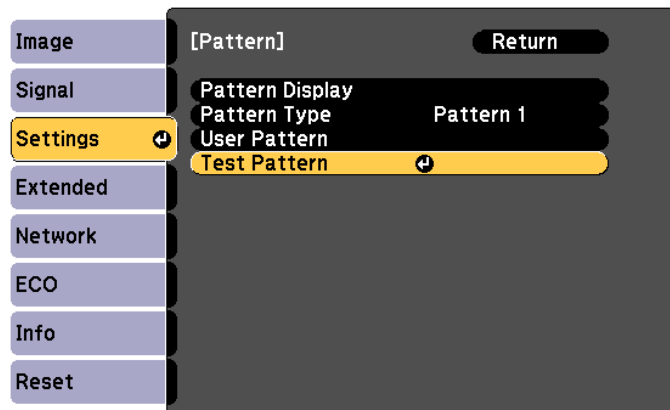 Image
Signal
Settings
Extended
Network
ECO
Info
Reset
[Pattern] Return
Pattern Display
Pattern Type Pattern 1
User Pattern
Test Pattern